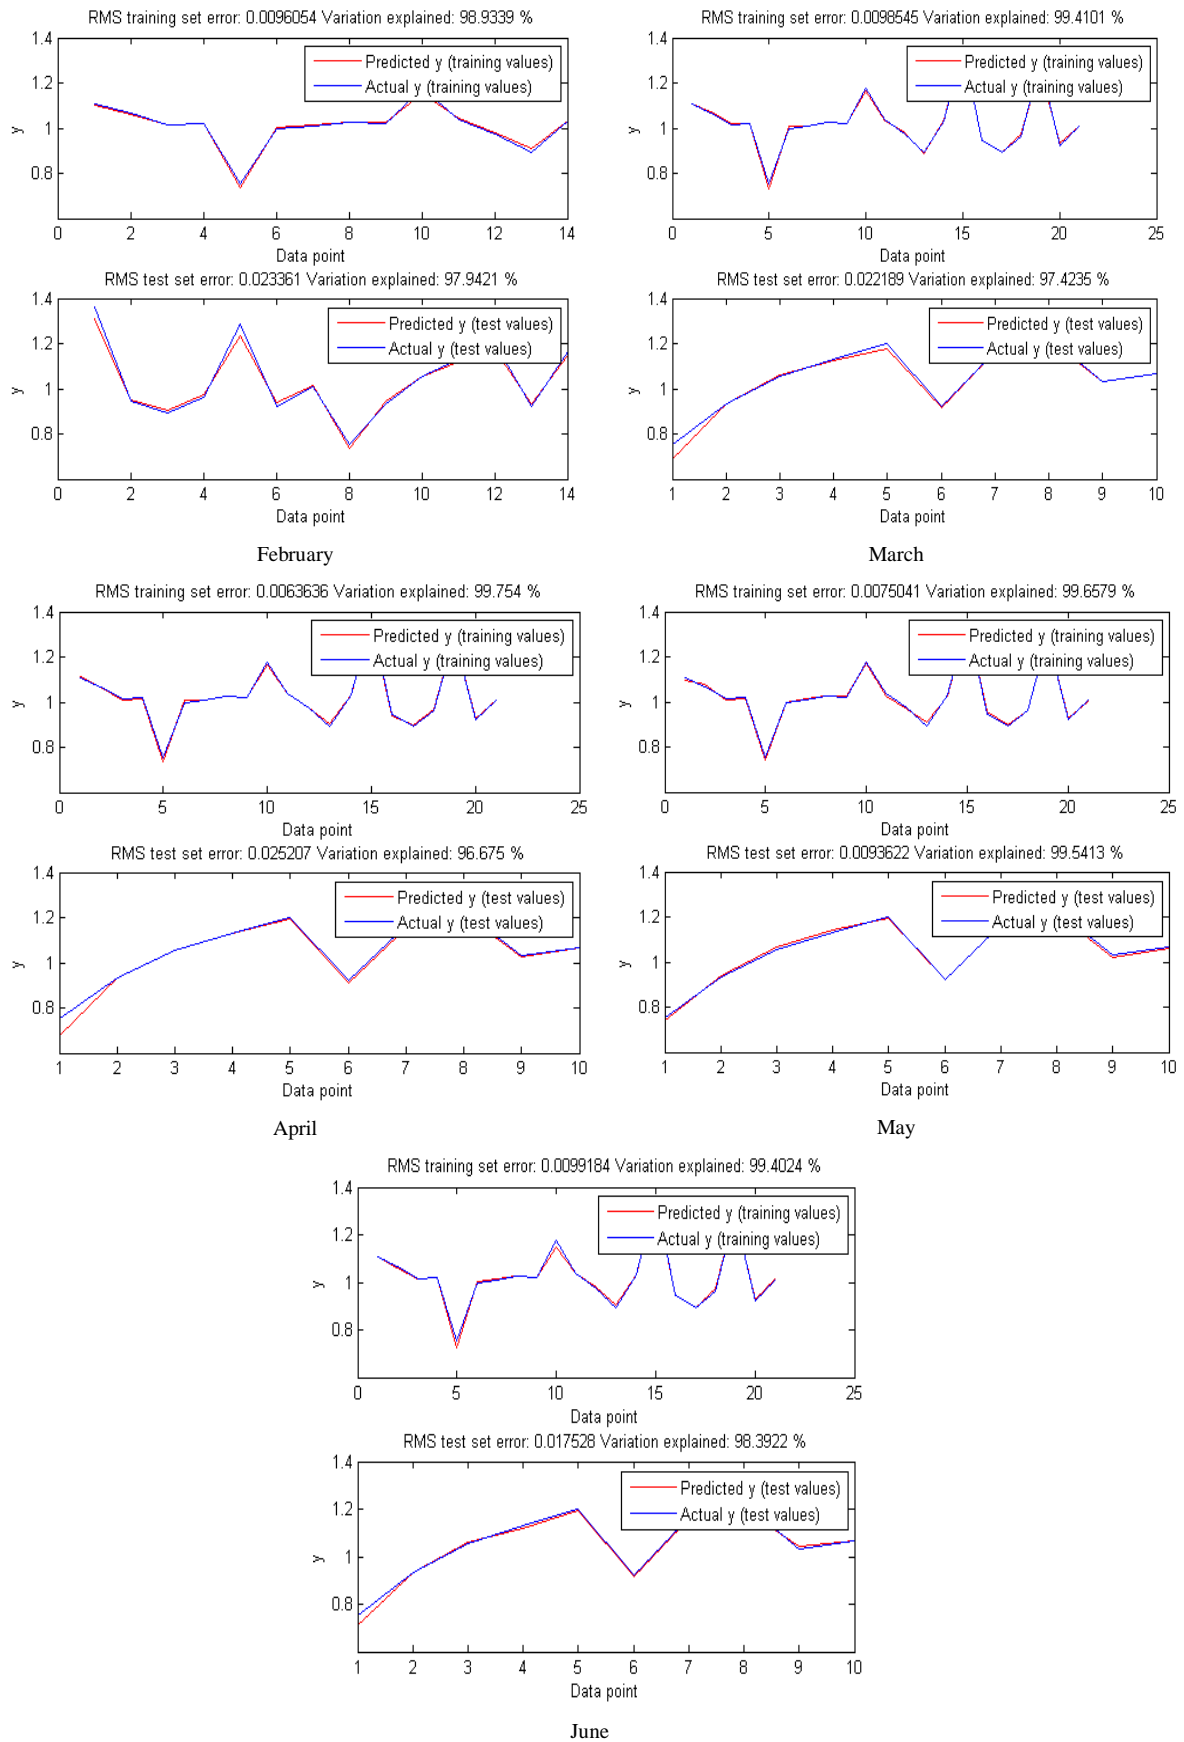 RMS training set error: 0.0096054 Variation explained: 98.9339 %
1.4
1.2
1
0.8
y
Predicted y (training values)
Actual y (training values)
0 2 4 6 8 10 12 14
Data point
RMS test set error: 0.023361 Variation explained: 97.9421 %
1.4
1.2
1
0.8
y
Predicted y (test values)
Actual y (test values)
0 2 4 6 8 10 12 14
Data point
February
RMS training set error: 0.0098545 Variation explained: 99.4101 %
1.4
1.2
1
0.8
y
Predicted y (training values)
Actual y (training values)
0 5 10 15 20 25
Data point
RMS test set error: 0.022189 Variation explained: 97.4235 %
1.4
1.2
1
0.8
y
Predicted y (test values)
Actual y (test values)
1 2 3 4 5 6 7 8 9 10
Data point
March
RMS training set error: 0.0063636 Variation explained: 99.754 %
1.4
1.2
1
0.8
y
Predicted y (training values)
Actual y (training values)
0 5 10 15 20 25
Data point
RMS test set error: 0.025207 Variation explained: 96.675 %
1.4
1.2
1
0.8
y
Predicted y (test values)
Actual y (test values)
1 2 3 4 5 6 7 8 9 10
Data point
April
RMS training set error: 0.0075041 Variation explained: 99.6579 %
1.4
1.2
1
0.8
y
Predicted y (training values)
Actual y (training values)
0 5 10 15 20 25
Data point
RMS test set error: 0.0093622 Variation explained: 99.5413 %
1.4
1.2
1
0.8
y
Predicted y (test values)
Actual y (test values)
1 2 3 4 5 6 7 8 9 10
Data point
May
RMS training set error: 0.0099184 Variation explained: 99.4024 %
1.4
1.2
1
0.8
y
Predicted y (training values)
Actual y (training values)
0 5 10 15 20 25
Data point
RMS test set error: 0.017528 Variation explained: 98.3922 %
1.4
1.2
1
0.8
y
Predicted y (test values)
Actual y (test values)
1 2 3 4 5 6 7 8 9 10
Data point
June